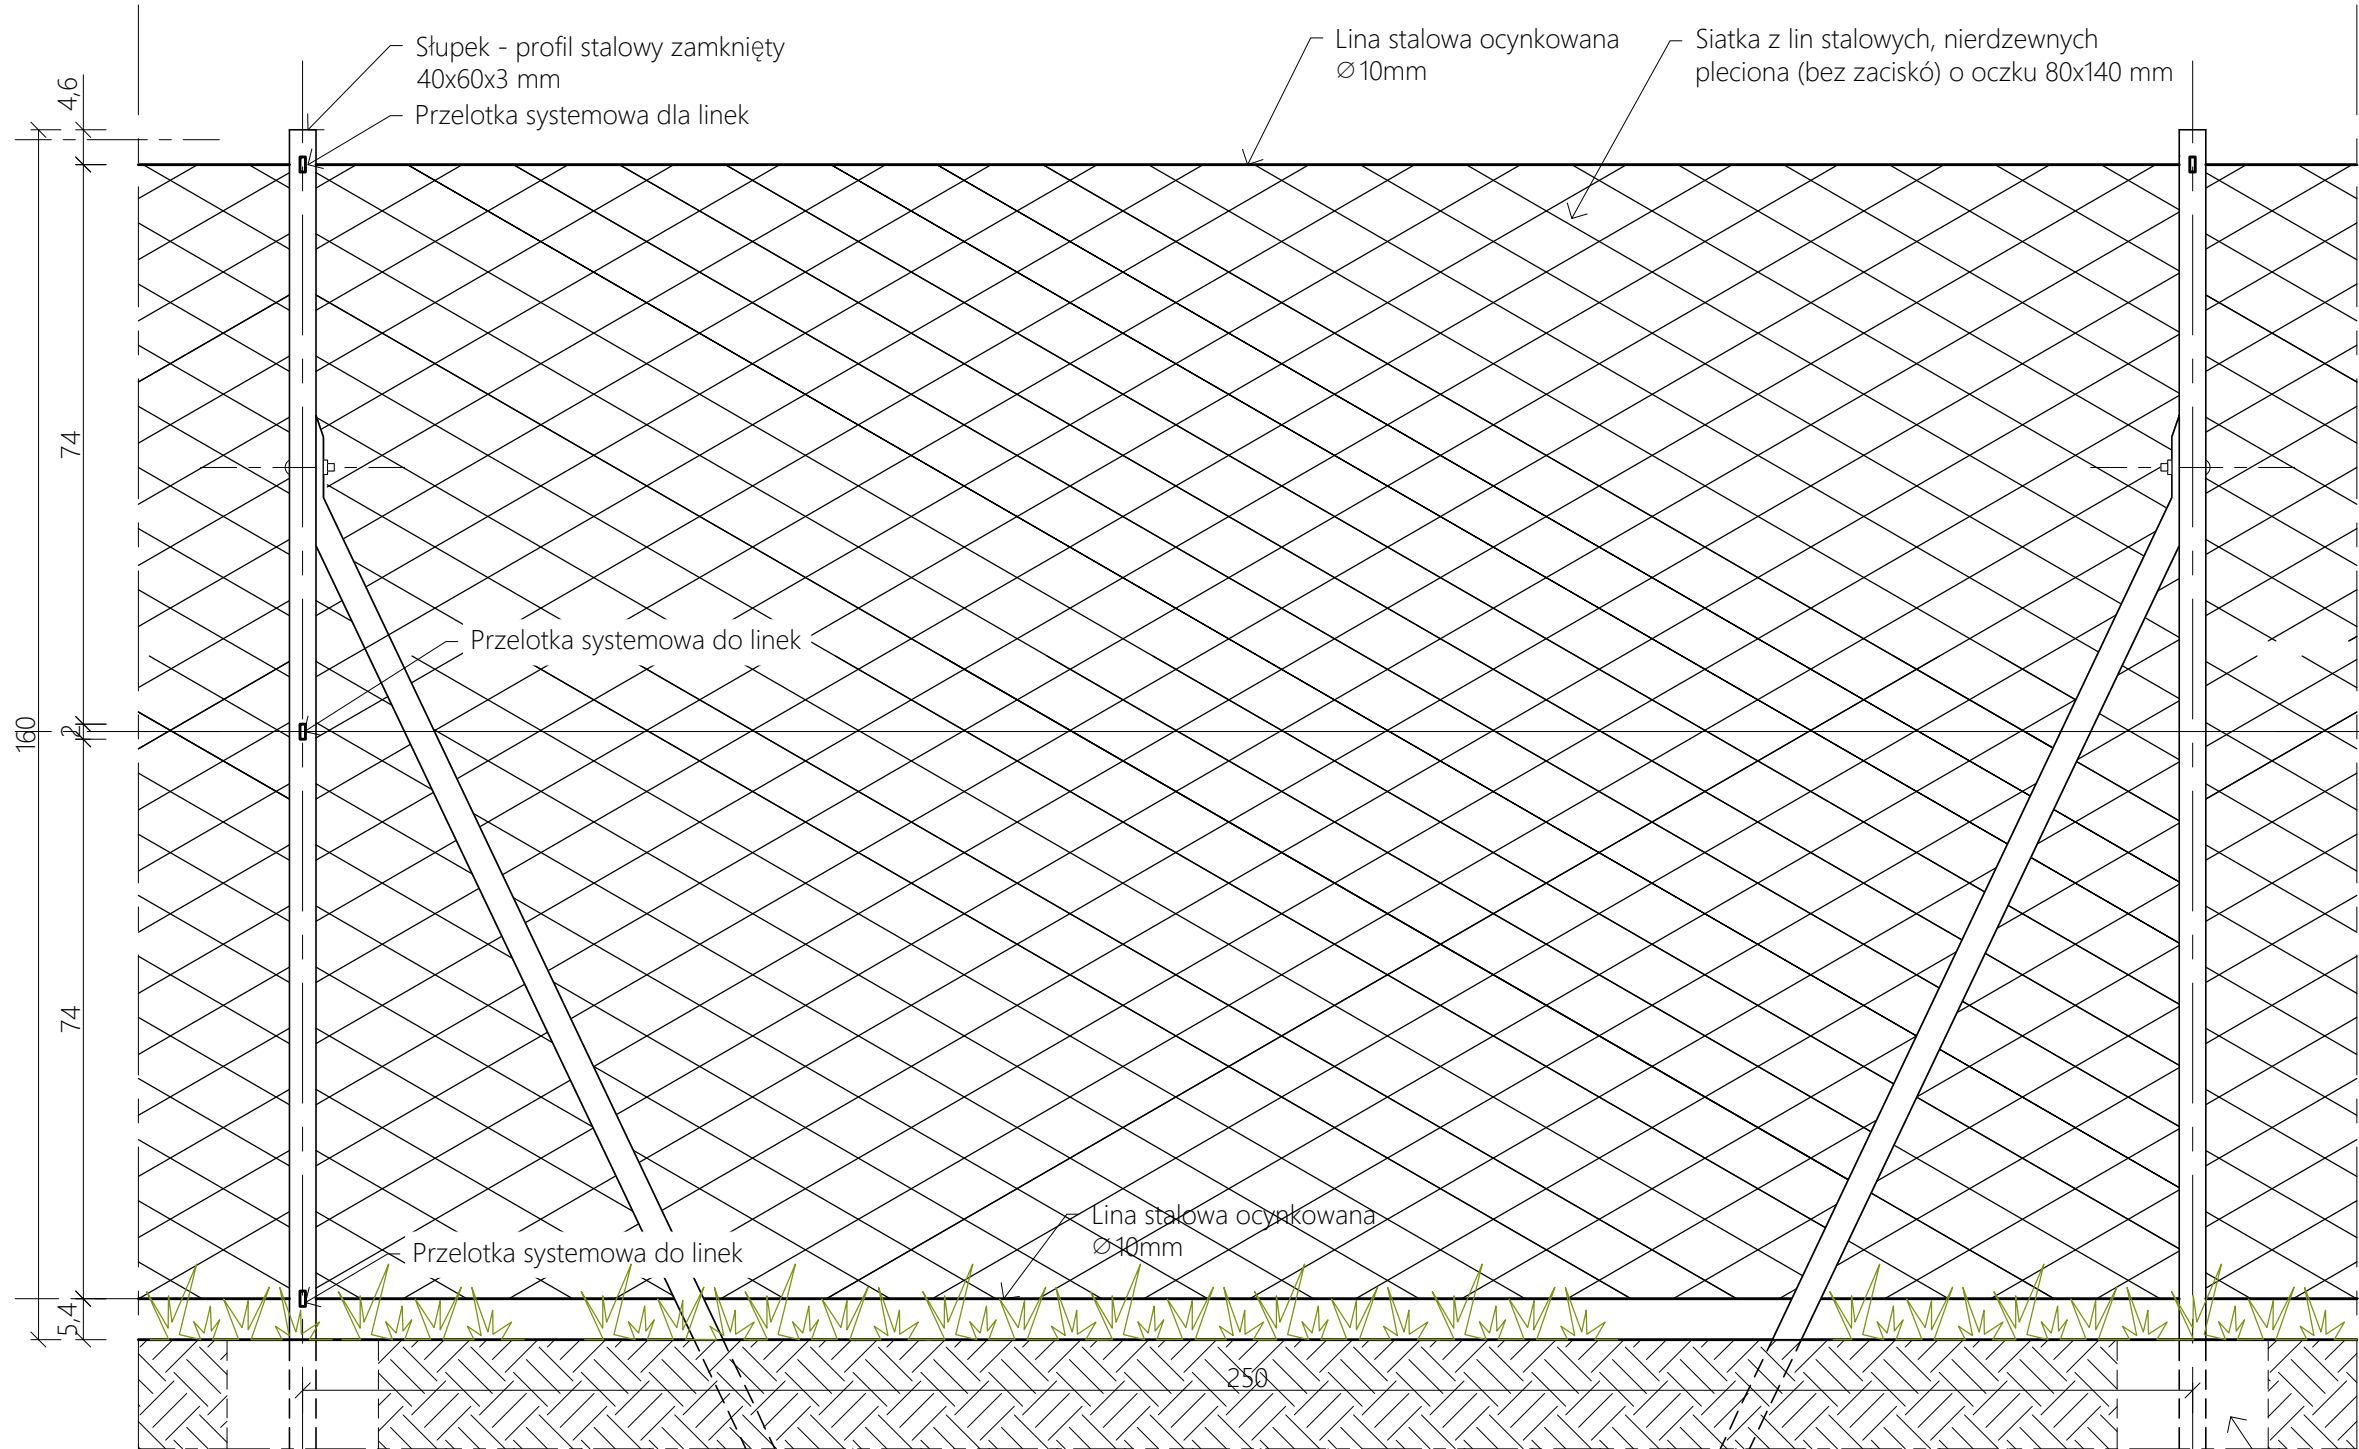 Słupek - profil stalowy zamknięty
40x60x3 mm
Przelotka systemowa dla linek
Lina stalowa ocynkowana
∅10mm
Siatka z lin stalowych, nierdzewnych
pleciona (bez zaciskó) o oczku 80x140 mm
4,6
74
Przelotka systemowa do linek
160
2
74
Lina stalowa ocynkowana
∅10mm
Przelotka systemowa do linek
5,4
250